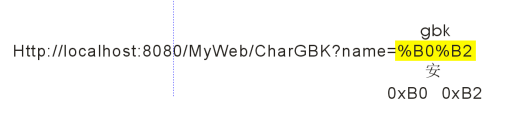 gbk
Http://localhost:8080/MyWeb/CharGBK?name=%B0%B2
安
0xB0 0xB2